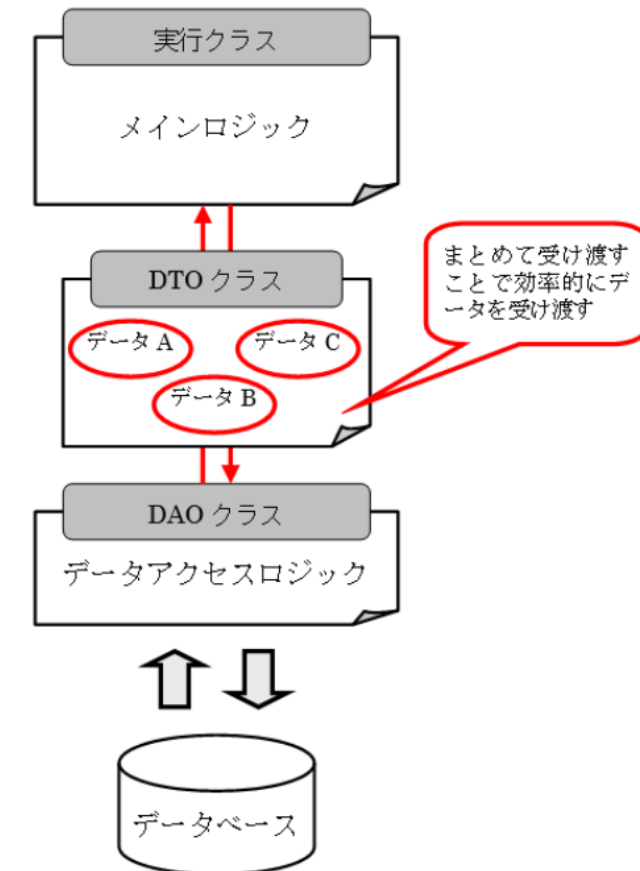 実行クラス
メインロジック
DTO クラス
まとめて受け渡す
ことで効率的にデ
ータを受け渡す
データ A
データ C
データ B
DAO クラス
データアクセスロジック
データベース